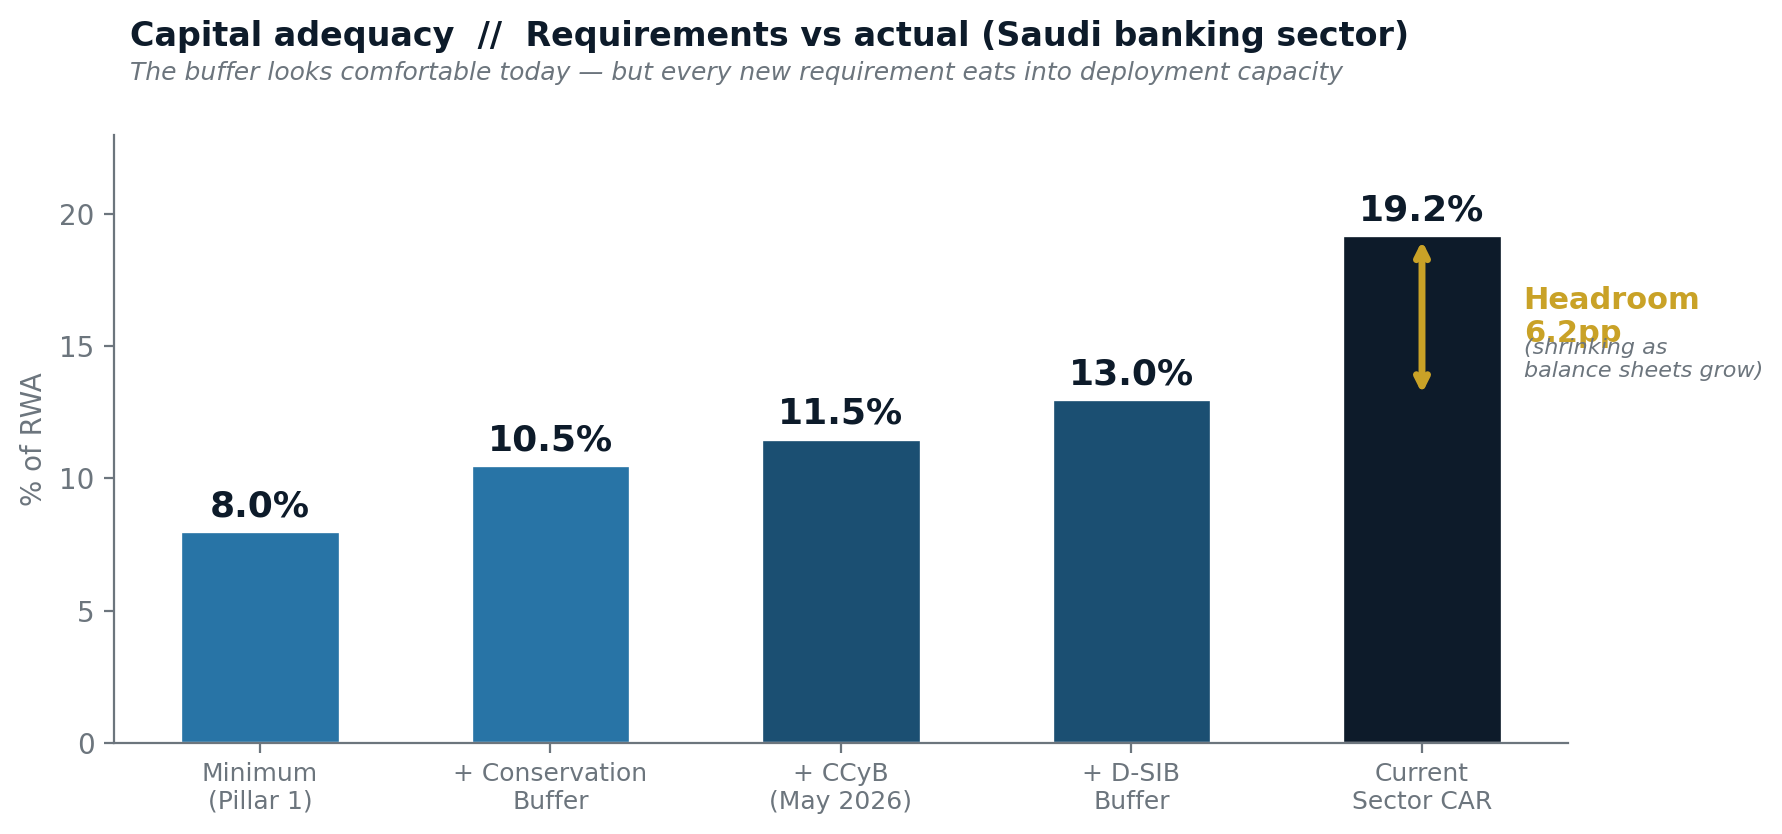 Capital adequacy // Requirements vs actual (Saudi banking sector)
The buffer looks comfortable today — but every new requirement eats into deployment capacity
% of RWA
20
15
10
5
0
8.0%
10.5%
11.5%
13.0%
19.2%
Headroom
6.2pp
(shrinking as
balance sheets grow)
Minimum
(Pillar 1)
+ Conservation
Buffer
+ CCyB
(May 2026)
+ D-SIB
Buffer
Current
Sector CAR